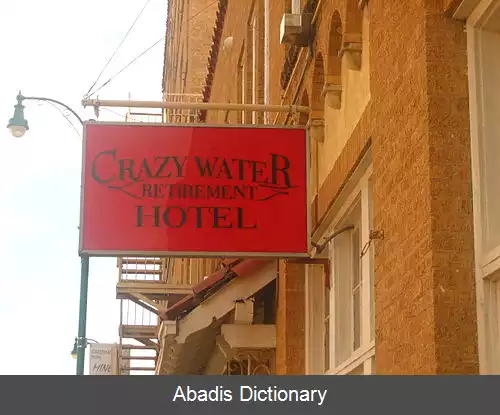 CRAZY WATER
RETIREMENT
HOTEL
Abadis Dictionary